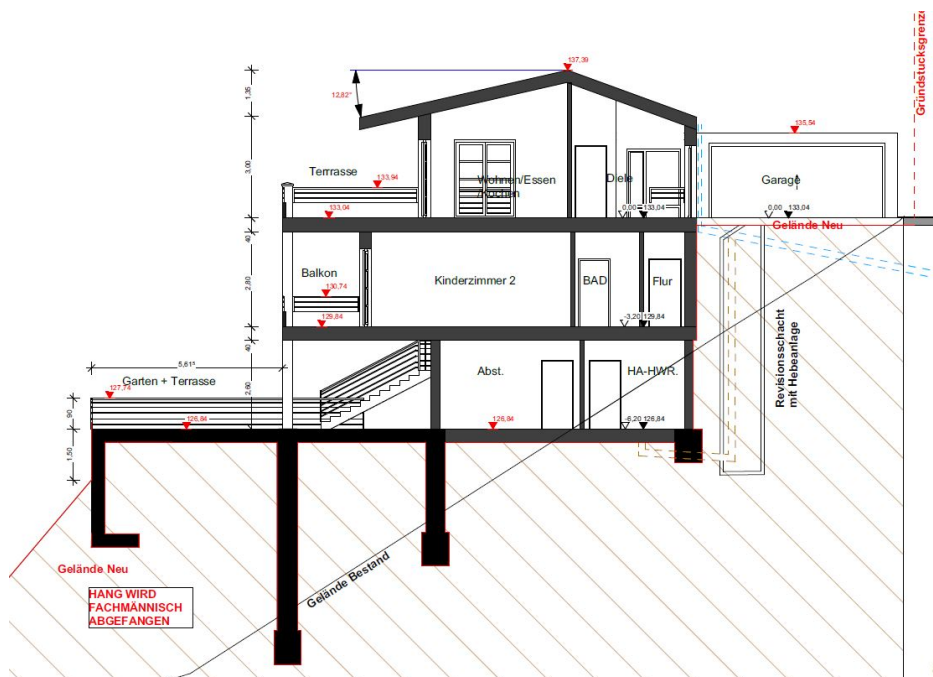 Grundstücksgrenze
137,39
12,82°
1,35
135,54
3,00
Terrrasse
133,94
Wohnen/Essen
/Kochen
Diele
Garage
133,04
0,00
133,04
0,00
133,04
Gelände Neu
40
Balkon
130,74
2,80
Kinderzimmer 2
BAD
Flur
129,84
-3,20
129,84
40
Revisionsschacht
mit Hebeanlage
5,61⁵
Garten + Terrasse
2,60
Abst.
HA-HWR.
127,74
90
126,84
126,84
-6,20
126,84
1,50
Gelände Bestand
Gelände Neu
HANG WIRD
FACHMÄNNISCH
ABGEFANGEN